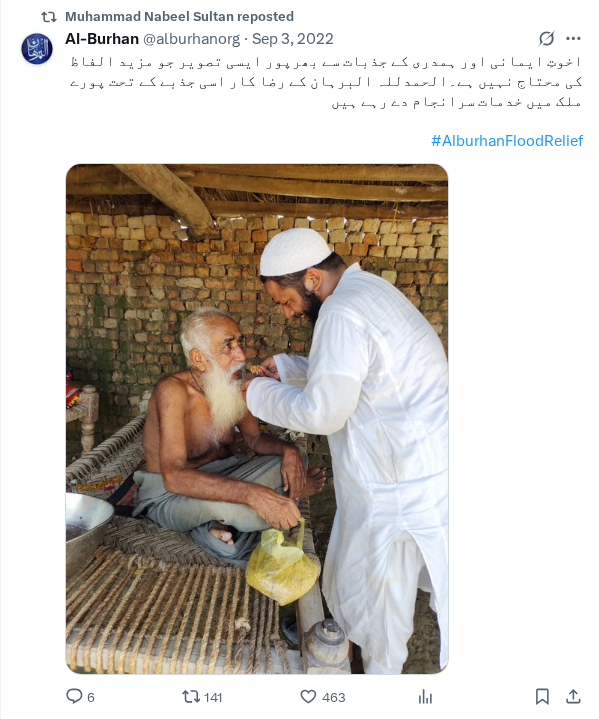 Muhammad Nabeel Sultan reposted
Al-Burhan @alburhanorg · Sep 3, 2022
اخوتِ ایمانی اور ہمدری کے جذبات سے بھرپور ایسی تصویر جو مزید الفاظ
کی محتاج نہیں ہے۔الحمدللہ البرہان کے رضا کار اسی جذبے کے تحت پورے
ملک میں خدمات سرانجام دے رہے ہیں
#AlburhanFloodRelief
6 141 463